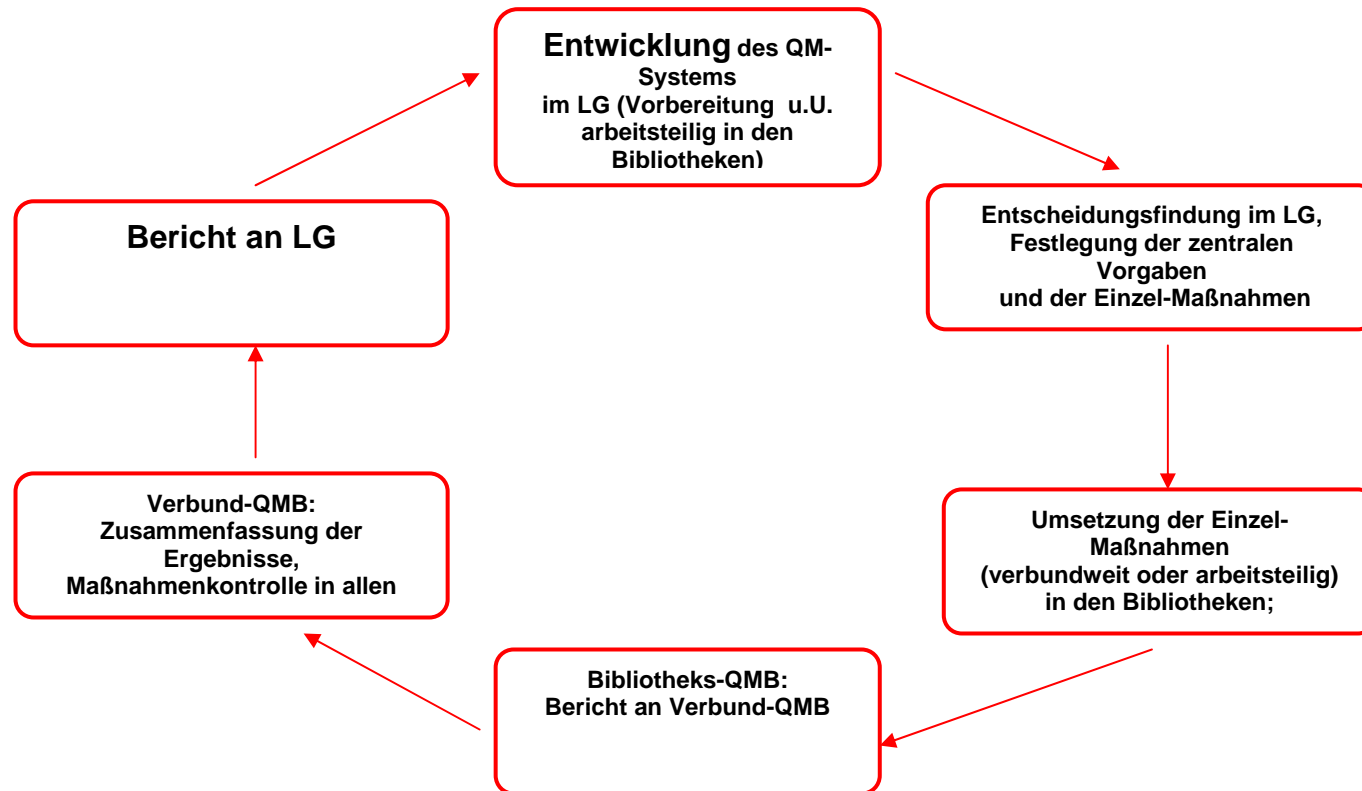 Entwicklung des QM-
Systems
im LG (Vorbereitung u.U.
arbeitsteilig in den
Bibliotheken)
Entscheidungsfindung im LG,
Festlegung der zentralen
Vorgaben
und der Einzel-Maßnahmen
Umsetzung der Einzel-
Maßnahmen
(verbundweit oder arbeitsteilig)
in den Bibliotheken;
Bibliotheks-QMB:
Bericht an Verbund-QMB
Verbund-QMB:
Zusammenfassung der
Ergebnisse,
Maßnahmenkontrolle in allen
Bericht an LG